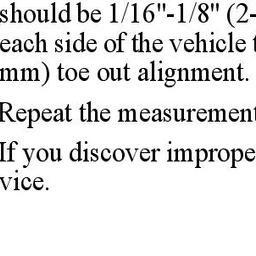 should be 1/16"-1/8" (2-
each side of the vehicle
mm) toe out alignment.
Repeat the measurement
If you discover imprope
vice.